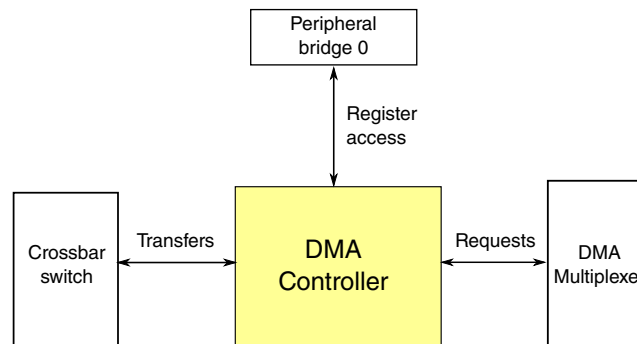 Peripheral
bridge 0
Register
access
Crossbar
switch
Transfers
DMA
Controller
Requests
DMA
Multiplexe